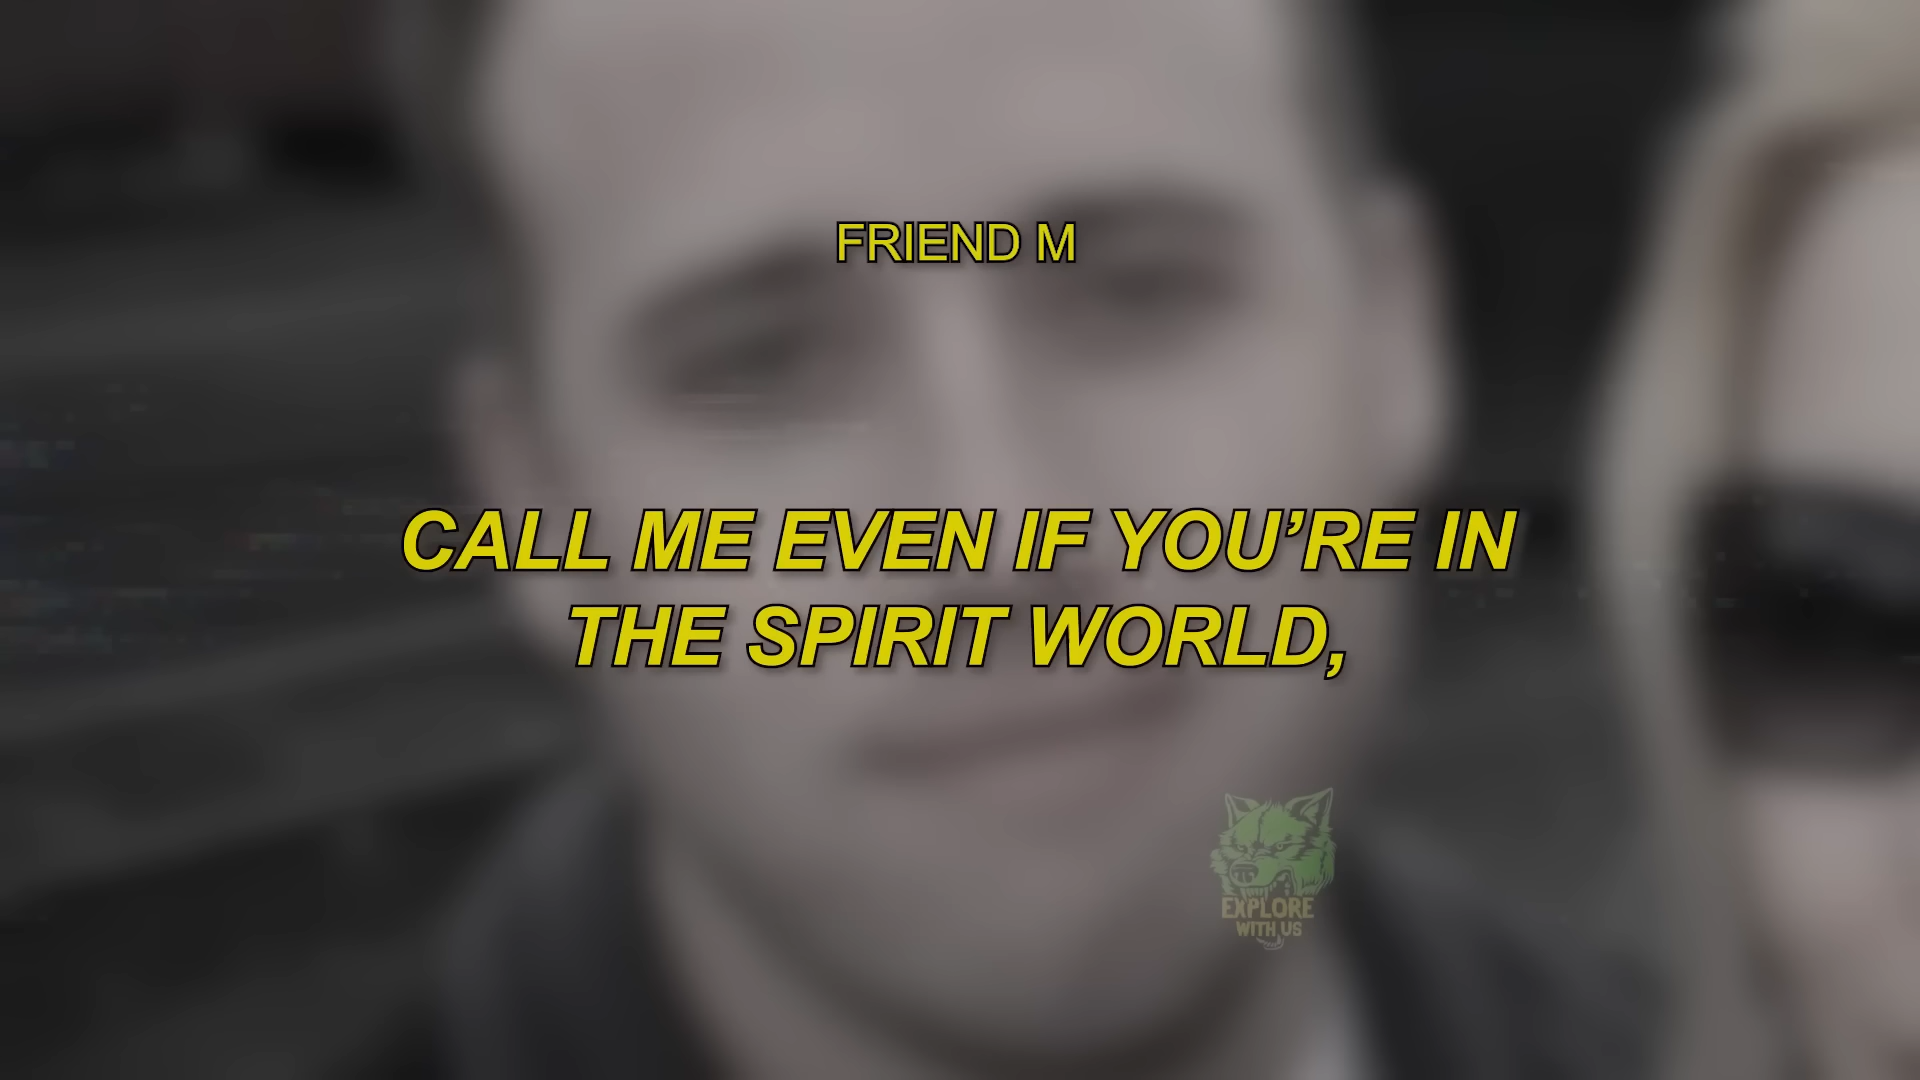 FRIEND M
CALL ME EVEN IF YOU’RE IN
THE SPIRIT WORLD,
EXPLORE
WITH US